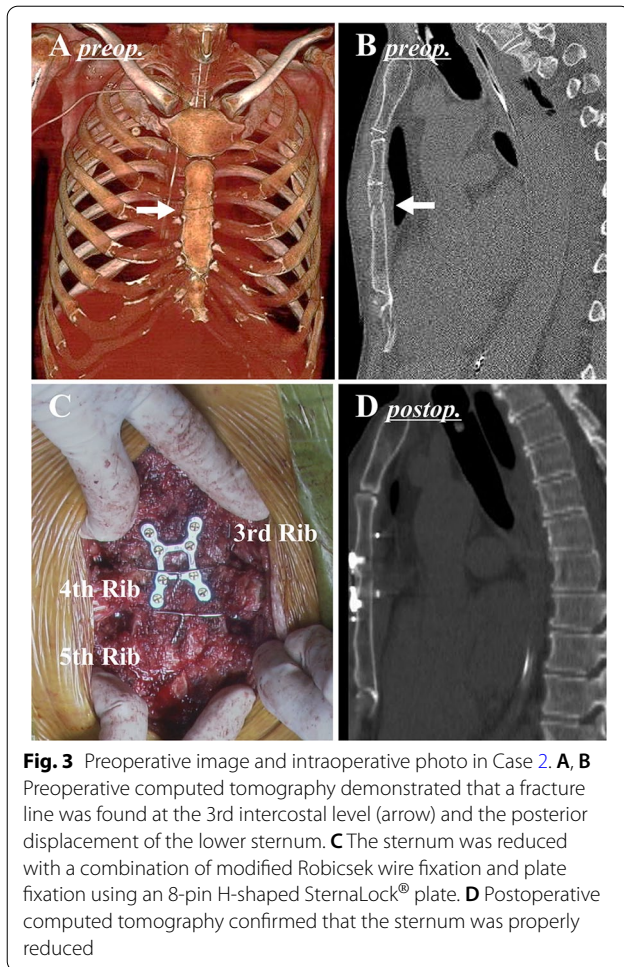 A preop.
B preop.
C
3rd Rib
4th Rib
5th Rib
D postop.
Fig. 3 Preoperative image and intraoperative photo in Case 2. A, B
Preoperative computed tomography demonstrated that a fracture
line was found at the 3rd intercostal level (arrow) and the posterior
displacement of the lower sternum. C The sternum was reduced
with a combination of modified Robicsek wire fixation and plate
fixation using an 8-pin H-shaped SternaLock® plate. D Postoperative
computed tomography confirmed that the sternum was properly
reduced